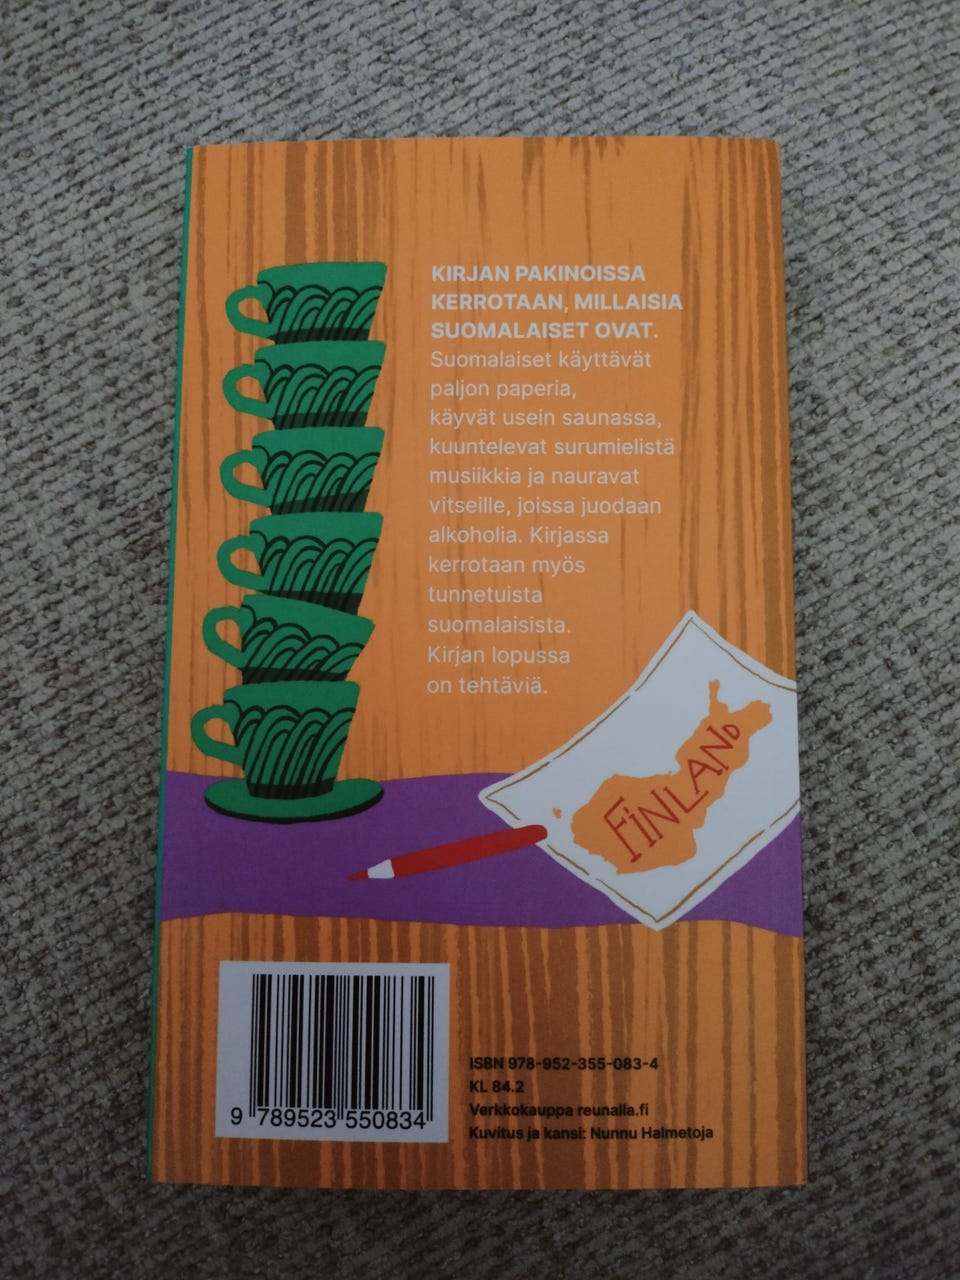 KIRJAN PAKINOISSA
KERROTAAN, MILLAISIA
SUOMALAISET OVAT.
Suomalaiset käyttävät
paljon paperia,
käyvät usein saunassa,
kuuntelevat surumielistä
musiikkia ja nauravat
vitseille, joissa juodaan
alkoholia. Kirjassa
kerrotaan myös
tunnetuista
suomalaisista.
Kirjan lopussa
on tehtäviä.
FINLAND
ISBN 978-952-355-083-4
KL 84.2
Verkkokauppa reunalla.fi
Kuvitus ja kansi: Nunnu Halmetoja
9 789523 550834